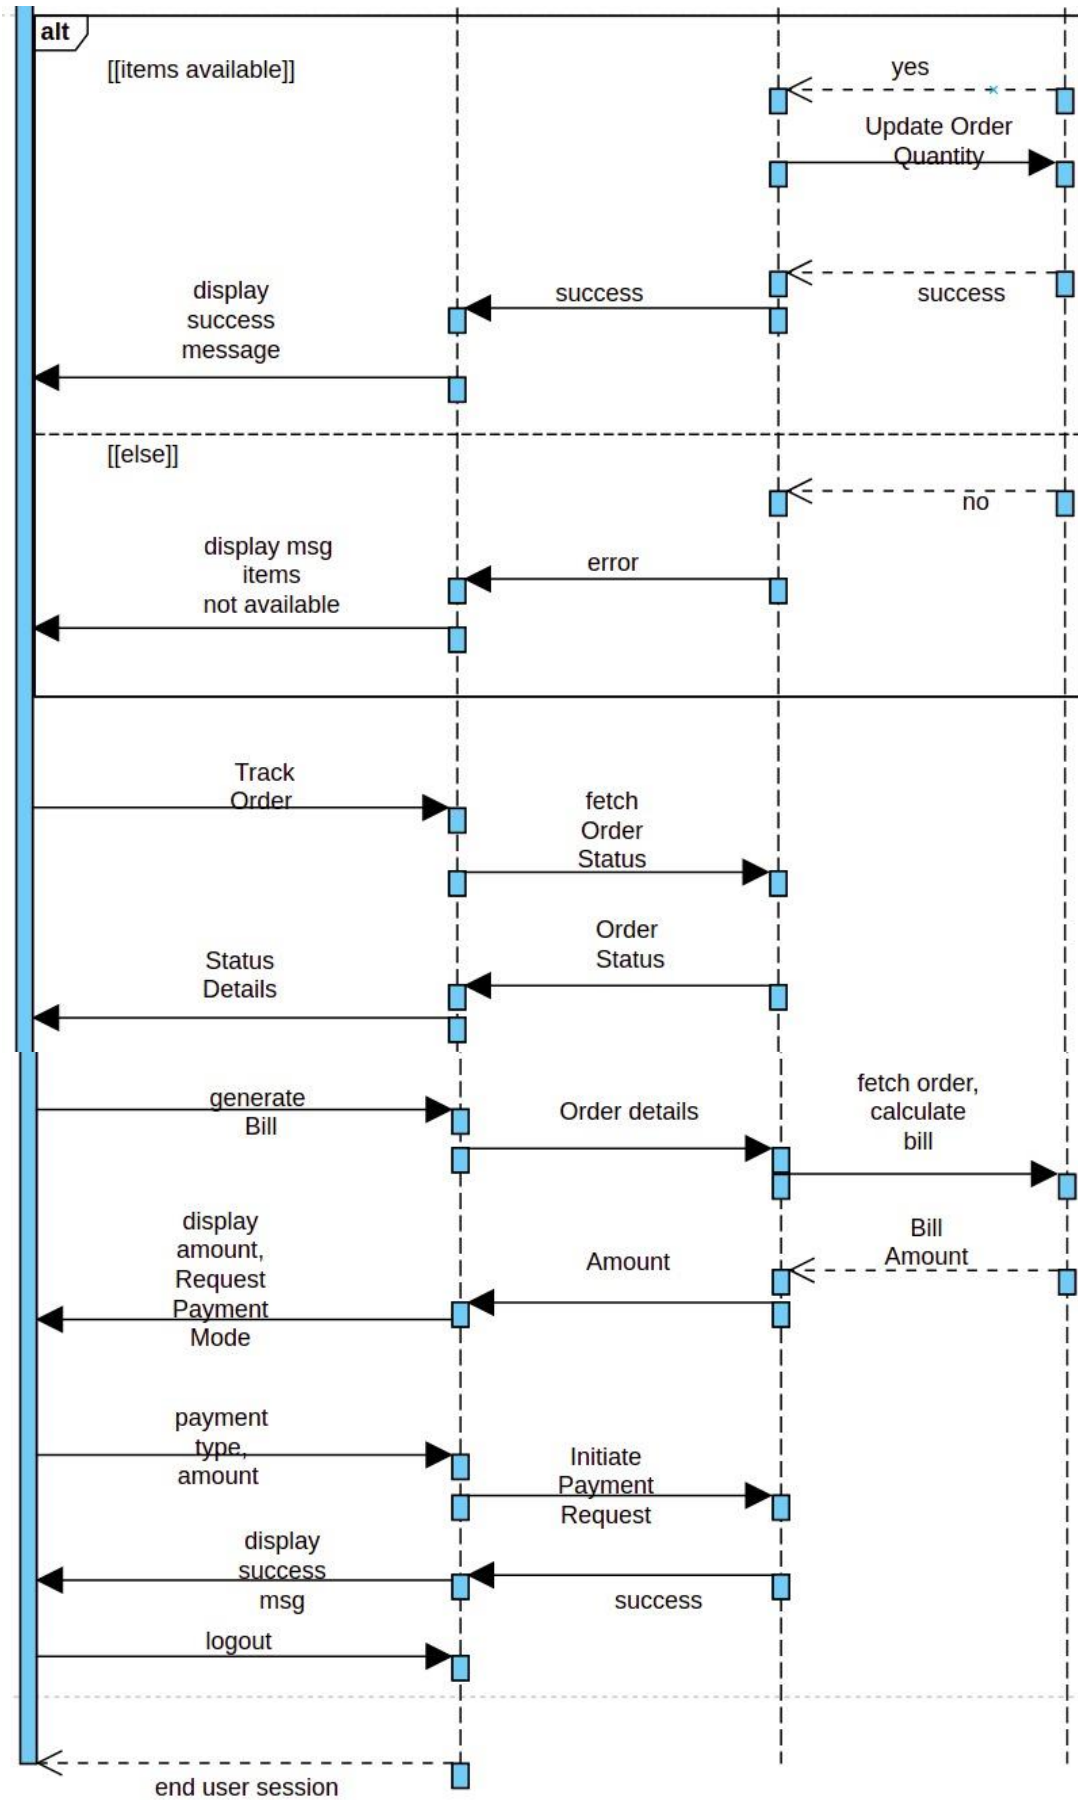 alt
[[items available]]
yes
Update Order
Quantity
success
success
display
success
message
[[else]]
no
error
display msg
items
not available
Track
Order
fetch
Order
Status
Order
Status
Status
Details
generate
Bill
Order details
fetch order,
calculate
bill
Bill
Amount
Amount
display
amount,
Request
Payment
Mode
payment
type,
amount
Initiate
Payment
Request
success
display
success
msg
logout
end user session